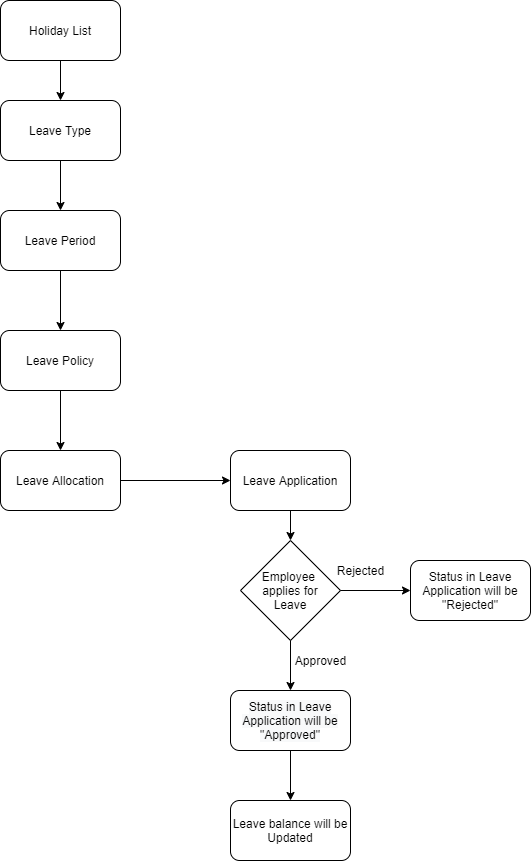 Holiday List
Leave Type
Leave Period
Leave Policy
Leave Allocation
Leave Application
Employee
applies for
Leave
Rejected
Status in Leave
Application will be
"Rejected"
Approved
Status in Leave
Application will be
"Approved"
Leave balance will be
Updated